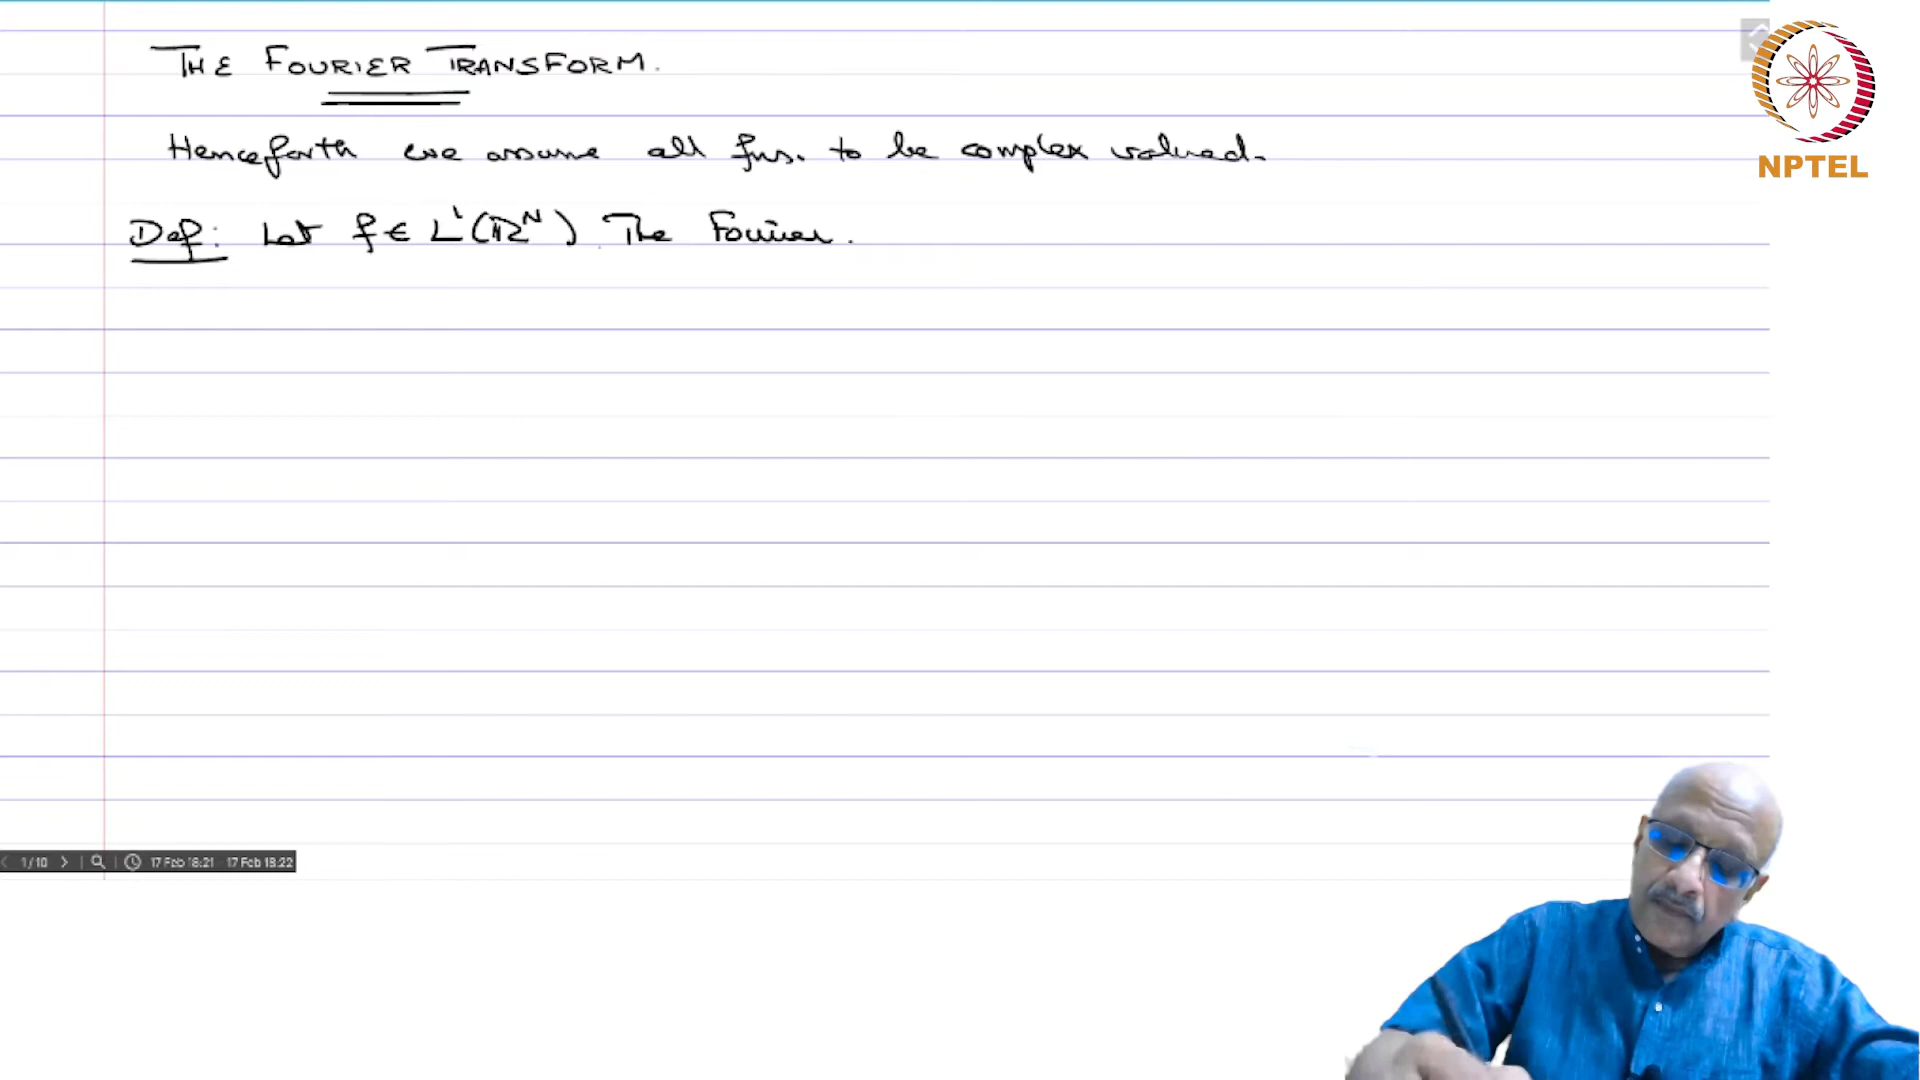 THE FOURIER TRANSFORM.
NPTEL
Henceforth we assume all fns. to be complex valued.
Def: Let f ∈ L¹(ℝᴺ). The Fourier.
1/10 17 Feb 18:21 - 17 Feb 18:22